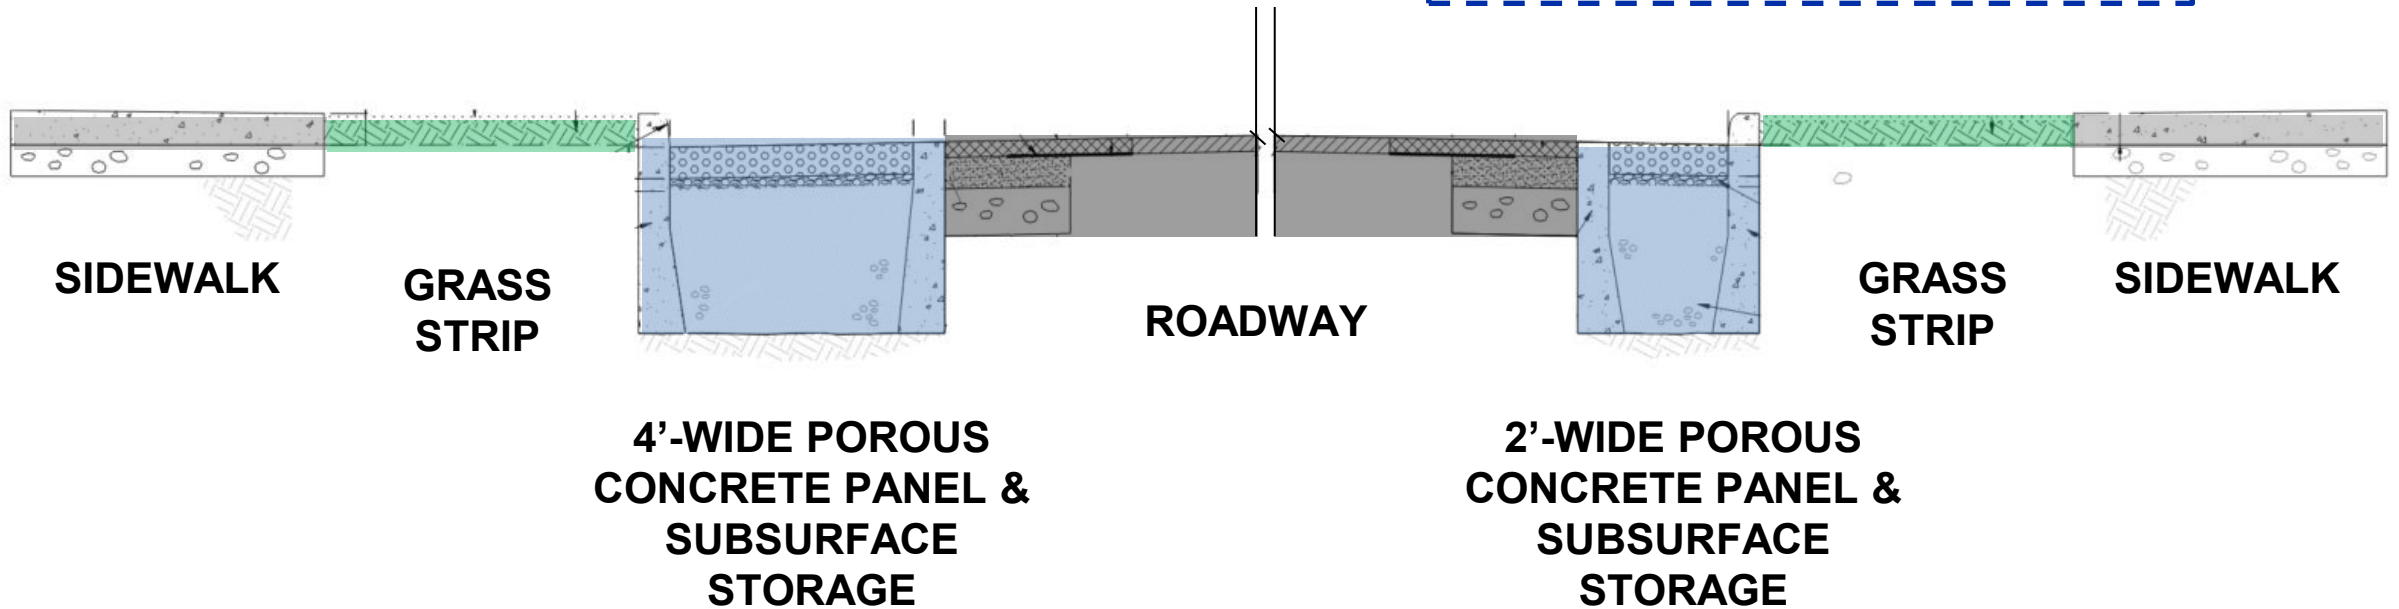 SIDEWALK
GRASS
STRIP
ROADWAY
GRASS
STRIP
SIDEWALK
4’-WIDE POROUS
CONCRETE PANEL &
SUBSURFACE
STORAGE
2’-WIDE POROUS
CONCRETE PANEL &
SUBSURFACE
STORAGE